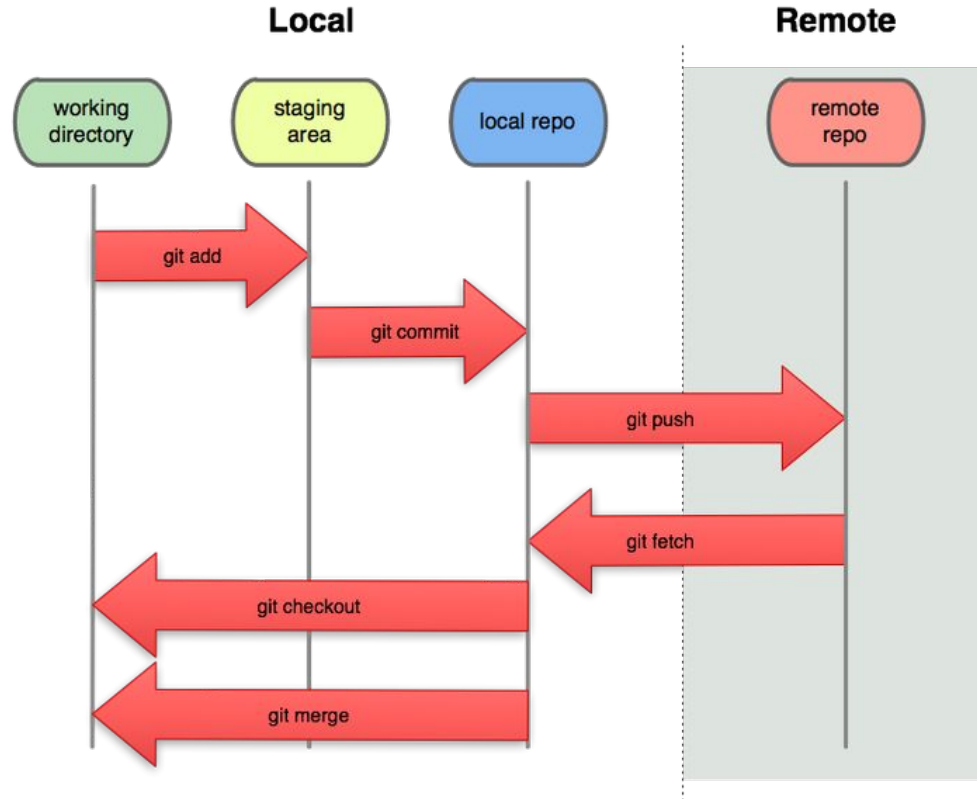 Local
Remote
working
directory
staging
area
local repo
remote
repo
git add
git commit
git push
git fetch
git checkout
git merge